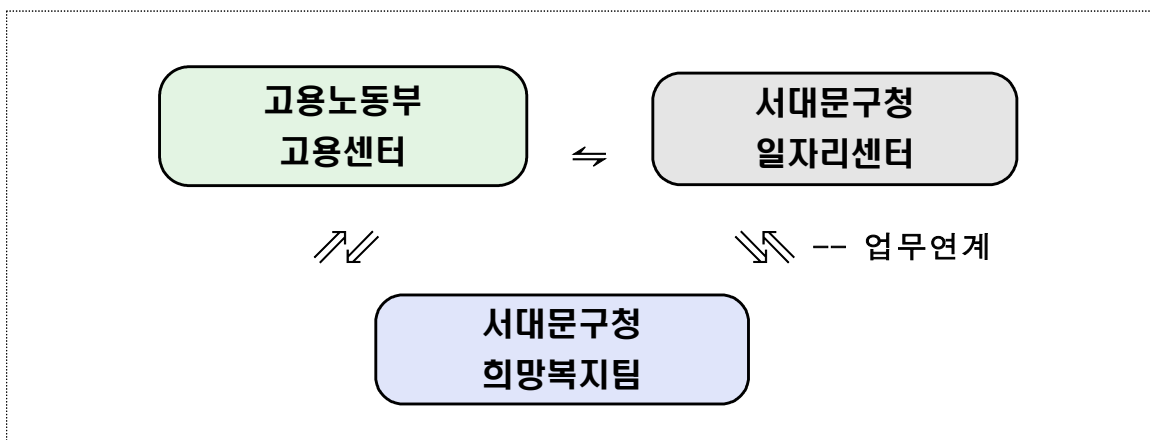 고용노동부
고용센터
⇋
서대문구청
일자리센터
-- 업무연계
서대문구청
희망복지팀